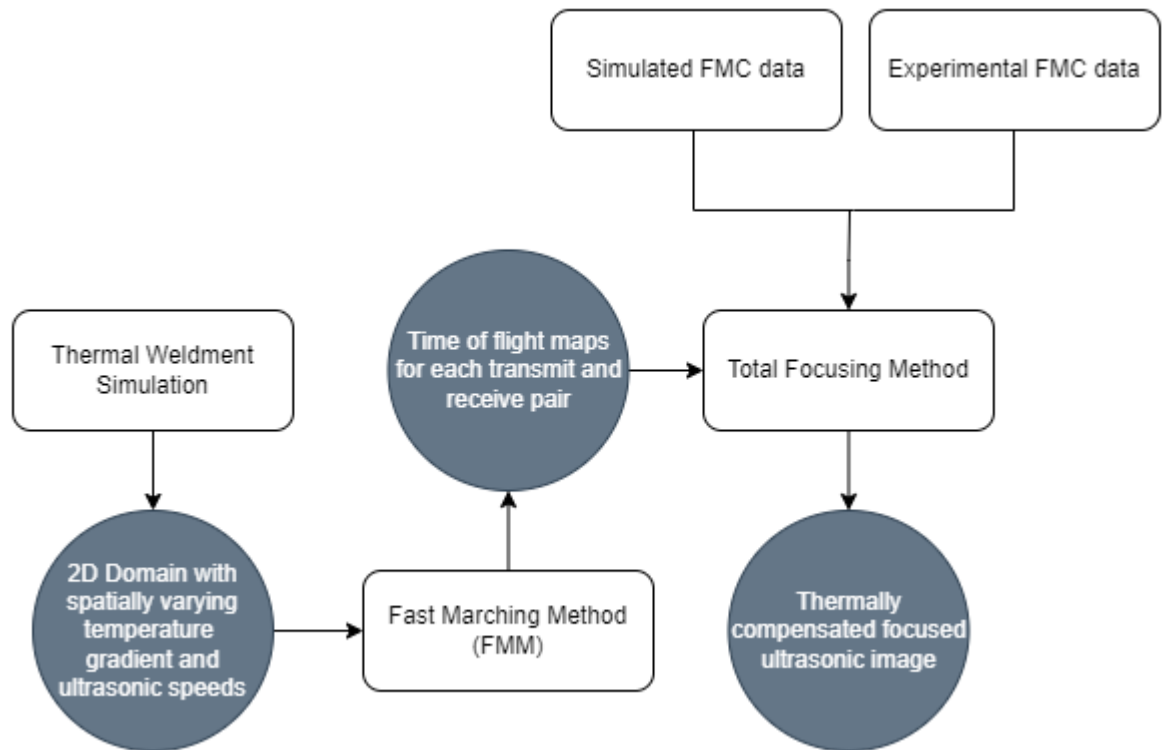 Simulated FMC data
Experimental FMC data
Time of flight maps
for each transmit and
receive pair
Thermal Weldment
Simulation
Total Focusing Method
2D Domain with
spatially varying
temperature
gradient and
ultrasonic speeds
Fast Marching Method
(FMM)
Thermally
compensated focused
ultrasonic image